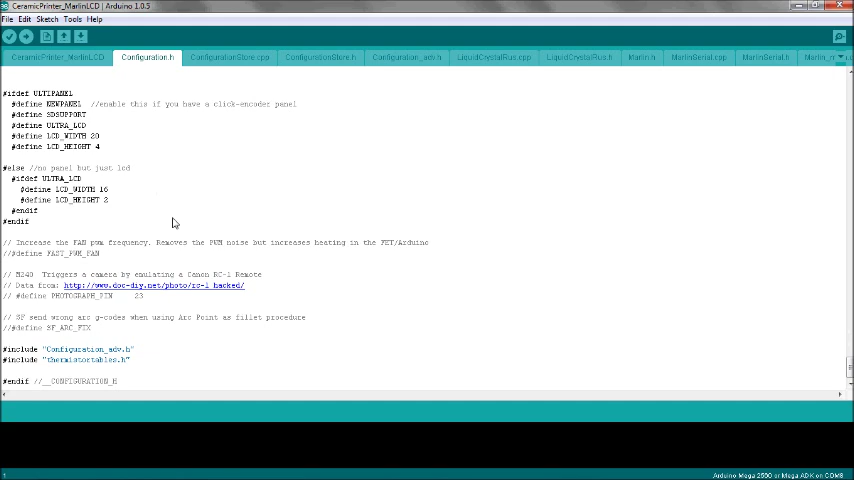 CeramicPrinter_MarlinLCD | Arduino 1.0.5
File Edit Sketch Tools Help
CeramicPrinter_MarlinLCD Configuration.h ConfigurationStore.cpp ConfigurationStore.h Configuration_adv.h LiquidCrystalRus.cpp LiquidCrystalRus.h Marlin.h MarlinSerial.cpp MarlinSerial.h
#ifdef ULTIPANEL
#define NEWPANEL //enable this if you have a click-encoder panel
#define SDSUPPORT
#define ULTRA_LCD
#define LCD_WIDTH 20
#define LCD_HEIGHT 4
#else //no panel but just lcd
#ifdef ULTRA_LCD
#define LCD_WIDTH 16
#define LCD_HEIGHT 2
#endif
#endif
// Increase the FAN pwm frequency. Removes the PWM noise but increases heating in the FET/Arduino
//#define FAST_PWM_FAN
// M240 Triggers a camera by emulating a Canon RC-1 Remote
// Data from: http://www.doc-diy.net/photo/rc-1_hacked/
// #define PHOTOGRAPH_PIN 23
// SF send wrong arc g-codes when using Arc Point as fillet procedure
//#define SF_ARC_FIX
#include "Configuration_adv.h"
#include "thermistortables.h"
#endif //__CONFIGURATION_H
1
Arduino Mega 2560 or Mega ADK on COM8